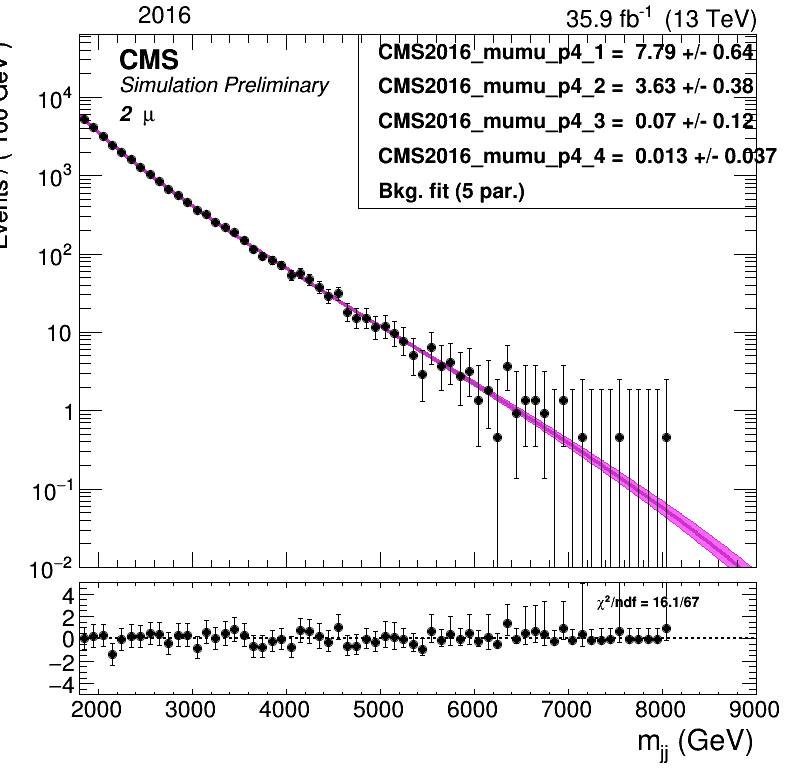 2016
35.9 fb⁻¹ (13 TeV)
CMS
Simulation Preliminary
2 μ
CMS2016_mumu_p4_1 = 7.79 +/- 0.64
CMS2016_mumu_p4_2 = 3.63 +/- 0.38
CMS2016_mumu_p4_3 = 0.07 +/- 0.12
CMS2016_mumu_p4_4 = 0.013 +/- 0.037
Bkg. fit (5 par.)
Events / ( 100 GeV )
10⁴
10³
10²
10
1
10⁻¹
10⁻²
χ²/ndf = 16.1/67
4
2
0
−2
−4
2000 3000 4000 5000 6000 7000 8000 9000
m_jj (GeV)